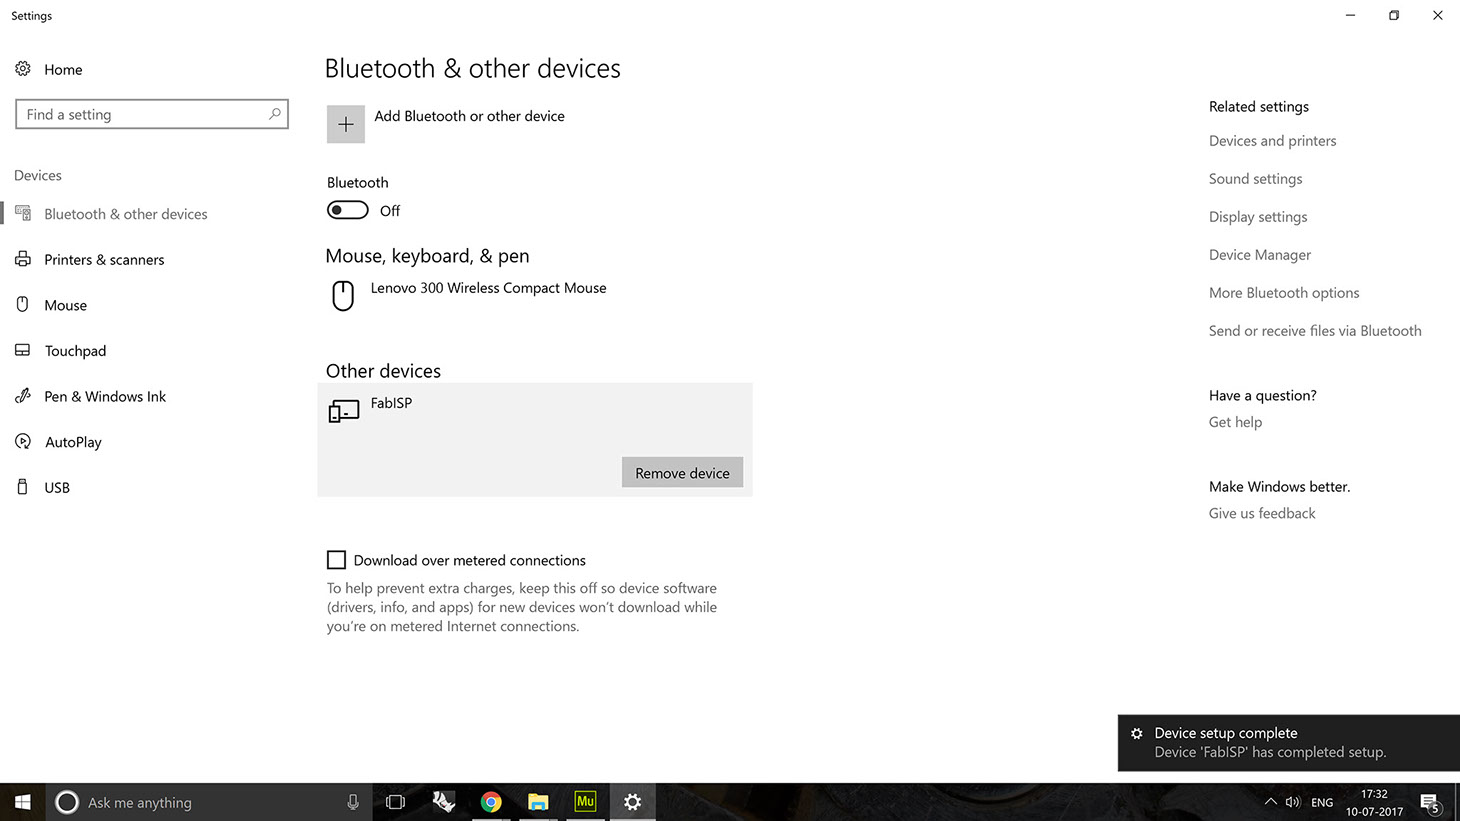 Settings
Home
Find a setting
Devices
Bluetooth & other devices
Printers & scanners
Mouse
Touchpad
Pen & Windows Ink
AutoPlay
USB
Bluetooth & other devices
Add Bluetooth or other device
Bluetooth
Off
Mouse, keyboard, & pen
Lenovo 300 Wireless Compact Mouse
Other devices
FabISP
Remove device
Download over metered connections
To help prevent extra charges, keep this off so device software
(drivers, info, and apps) for new devices won't download while
you're on metered Internet connections.
Related settings
Devices and printers
Sound settings
Display settings
Device Manager
More Bluetooth options
Send or receive files via Bluetooth
Have a question?
Get help
Make Windows better.
Give us feedback
Device setup complete
Device 'FabISP' has completed setup.
Ask me anything
Mu
ENG
17:32
10-07-2017
5